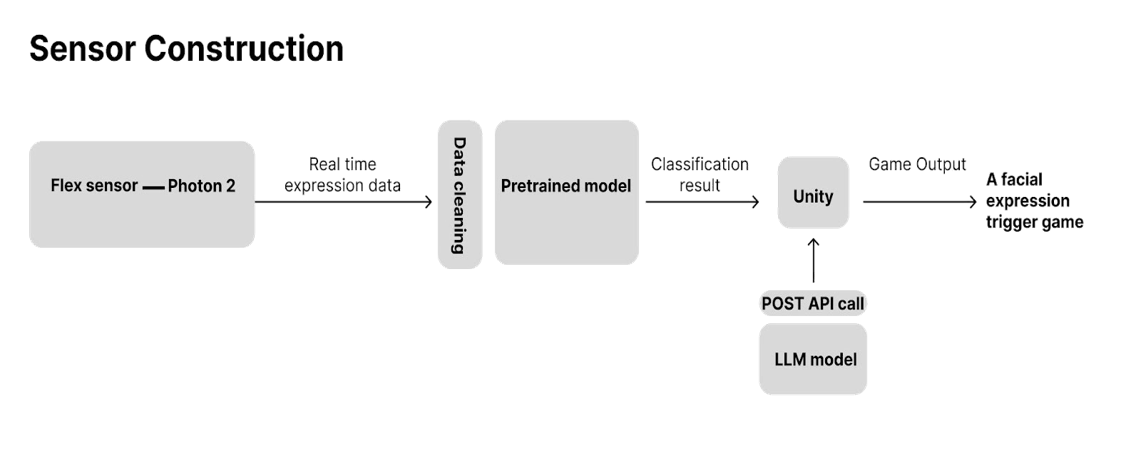 Sensor Construction
Flex sensor — Photon 2
Real time
expression data
Data cleaning
Pretrained model
Classification
result
Unity
Game Output
A facial
expression
trigger game
POST API call
LLM model